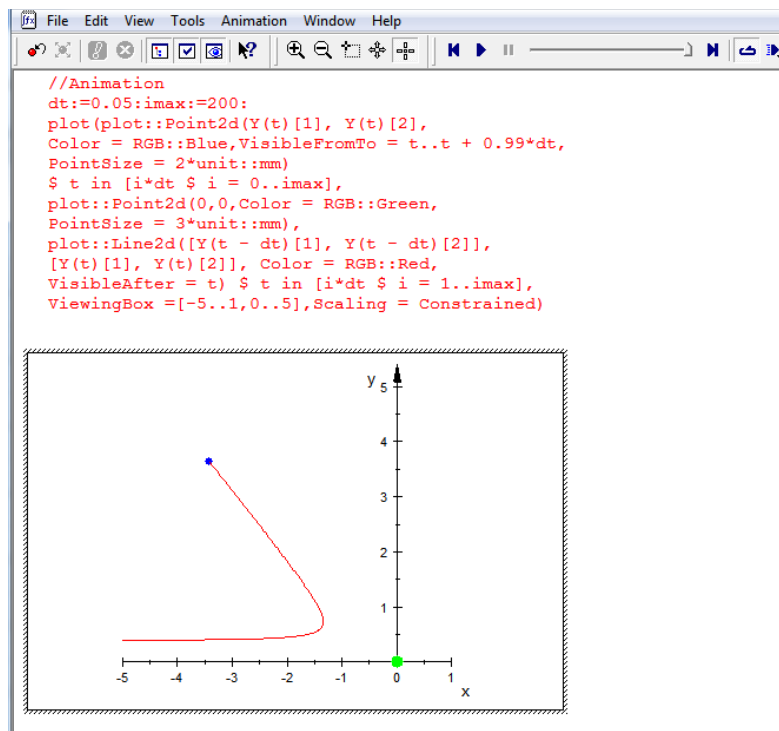 File Edit View Tools Animation Window Help
//Animation
dt:=0.05:imax:=200:
plot(plot::Point2d(Y(t)[1], Y(t)[2],
Color = RGB::Blue,VisibleFromTo = t..t + 0.99*dt,
PointSize = 2*unit::mm)
$ t in [i*dt $ i = 0..imax],
plot::Point2d(0,0,Color = RGB::Green,
PointSize = 3*unit::mm),
plot::Line2d([Y(t - dt)[1], Y(t - dt)[2]],
[Y(t)[1], Y(t)[2]], Color = RGB::Red,
VisibleAfter = t) $ t in [i*dt $ i = 1..imax],
ViewingBox =[-5..1,0..5],Scaling = Constrained)
y 5
4
3
2
1
-5 -4 -3 -2 -1 0 1
x